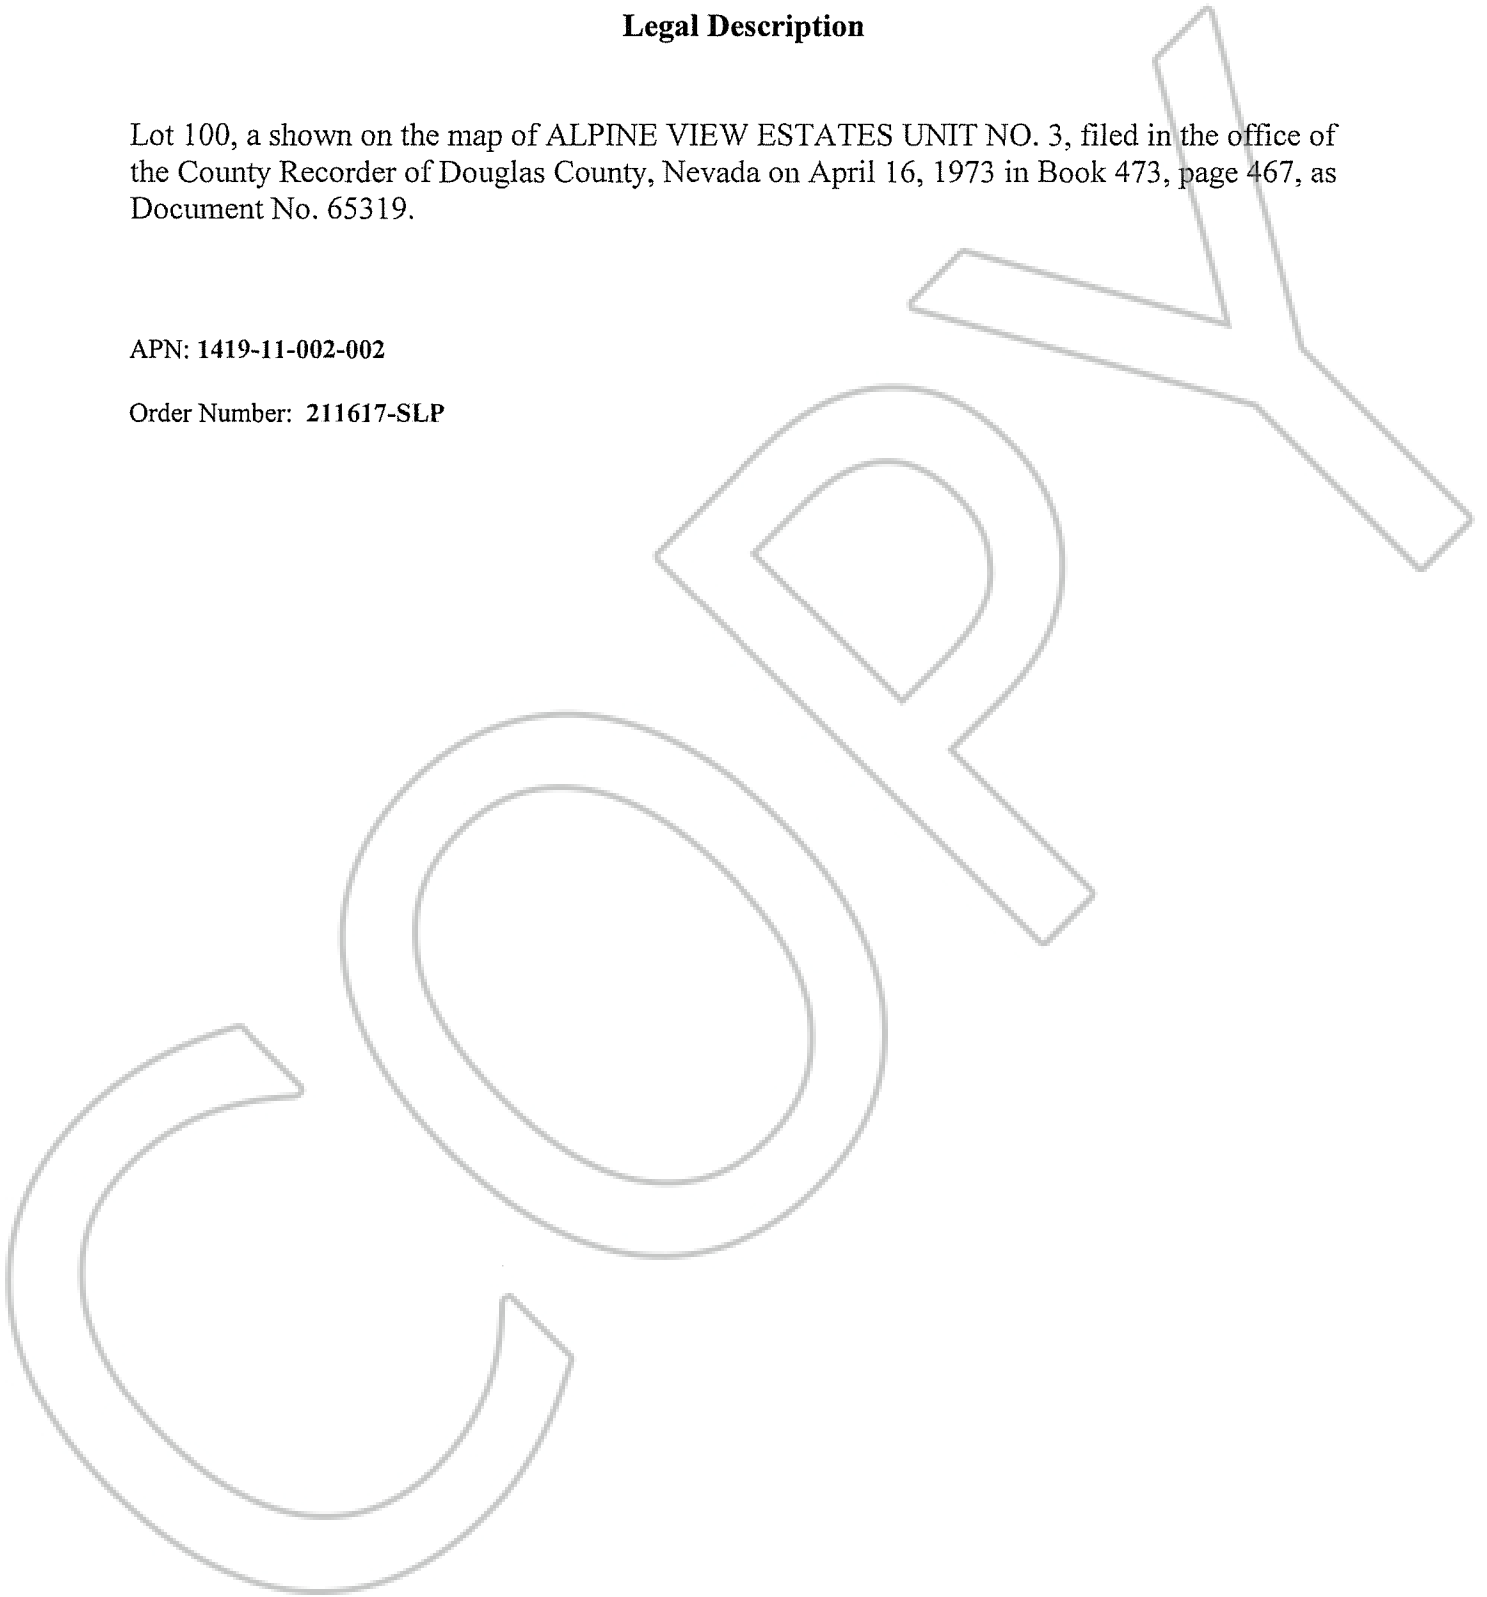 Legal Description
Lot 100, a shown on the map of ALPINE VIEW ESTATES UNIT NO. 3, filed in the office of
the County Recorder of Douglas County, Nevada on April 16, 1973 in Book 473, page 467, as
Document No. 65319.
APN: 1419-11-002-002
Order Number: 211617-SLP
COPY